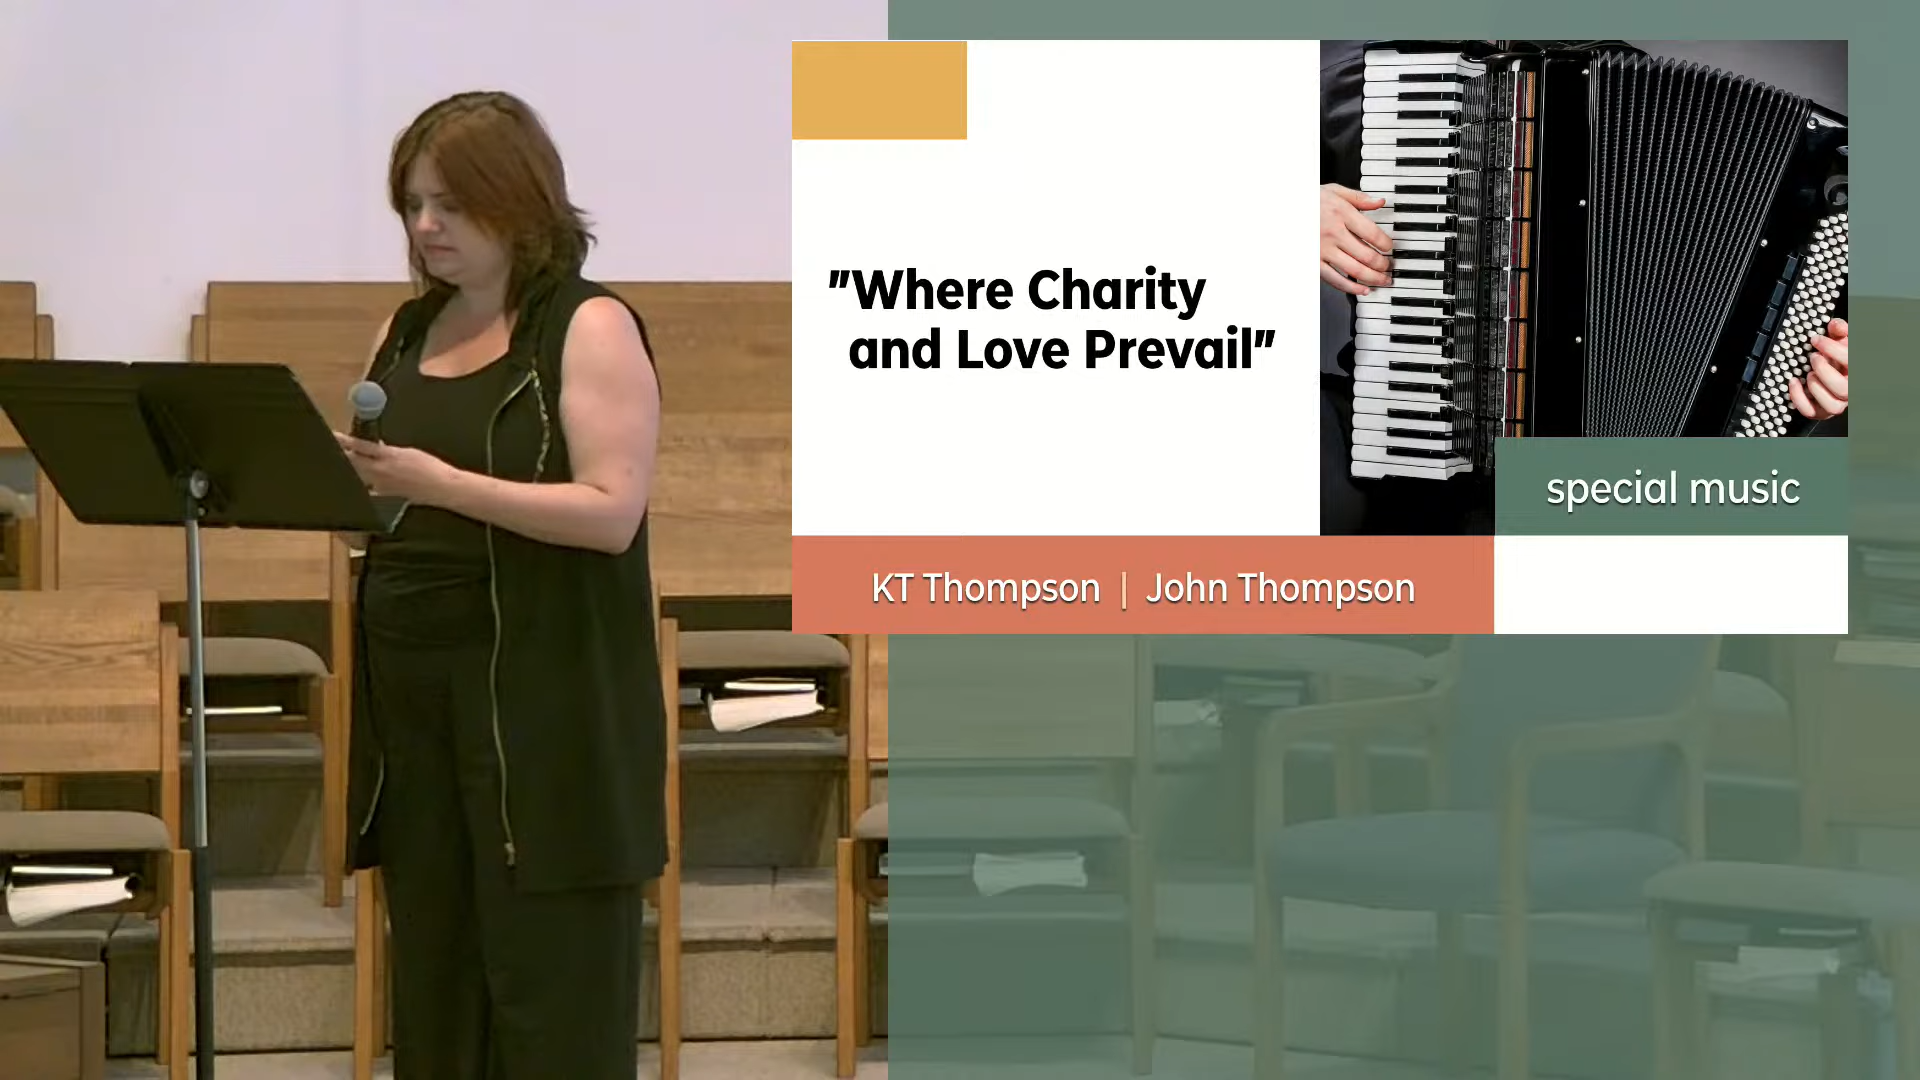 "Where Charity
and Love Prevail"
special music
KT Thompson | John Thompson